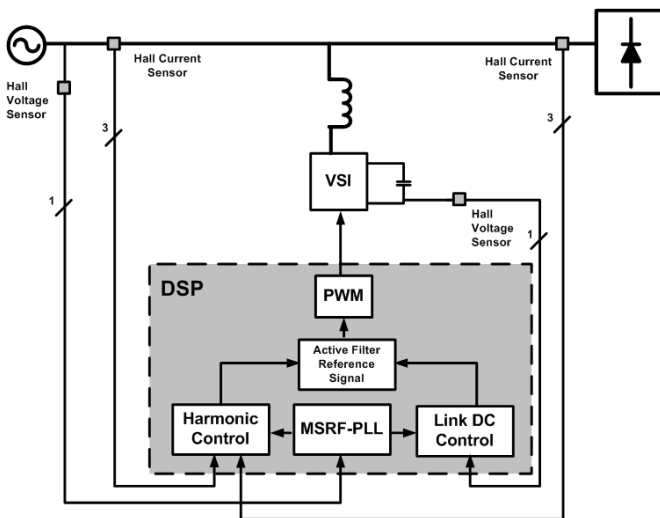 Hall Current
Sensor
Hall Current
Sensor
Hall
Voltage
Sensor
3
3
1
VSI
Hall
Voltage
Sensor
1
DSP
PWM
Active Filter
Reference
Signal
Harmonic
Control
MSRF-PLL
Link DC
Control